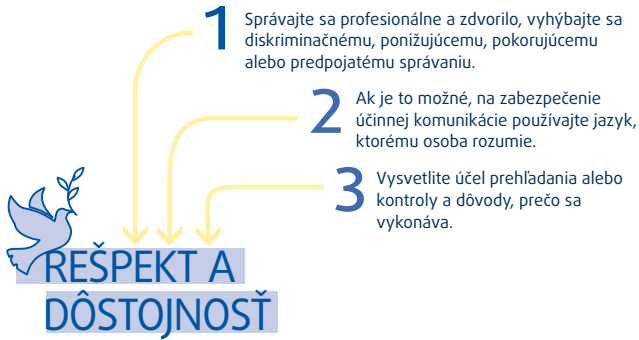 1
Správajte sa profesionálne a zdvorilo, vyhýbajte sa
diskriminačnému, ponižujúcemu, pokorujúcemu
alebo predpojatému správaniu.
2
Ak je to možné, na zabezpečenie
účinnej komunikácie používajte jazyk,
ktorému osoba rozumie.
3
Vysvetlite účel prehľadania alebo
kontroly a dôvody, prečo sa
vykonáva.
REŠPEKT A
DÔSTOJNOSŤ